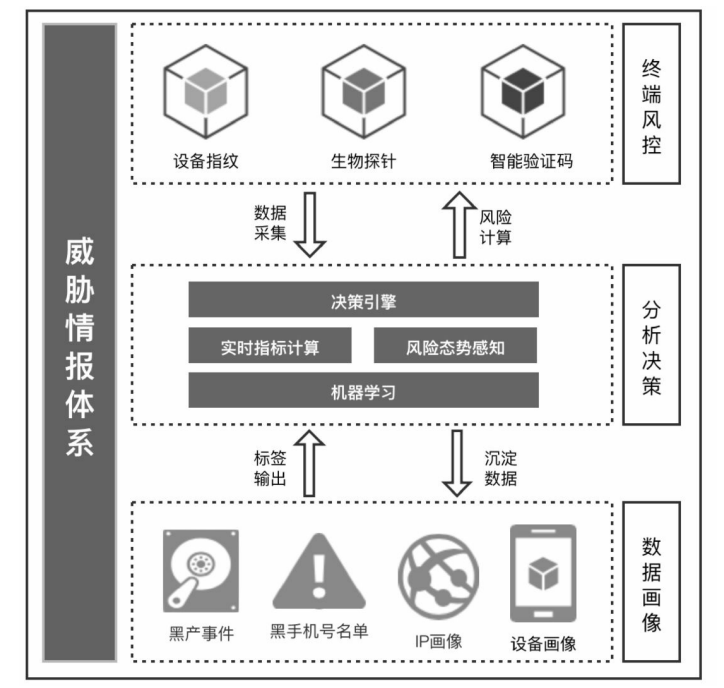 威胁情报体系
设备指纹
生物探针
智能验证码
终端风控
数据
采集
风险
计算
决策引擎
实时指标计算
风险态势感知
机器学习
分析决策
标签
输出
沉淀
数据
黑产事件
黑手机号名单
IP画像
设备画像
数据画像